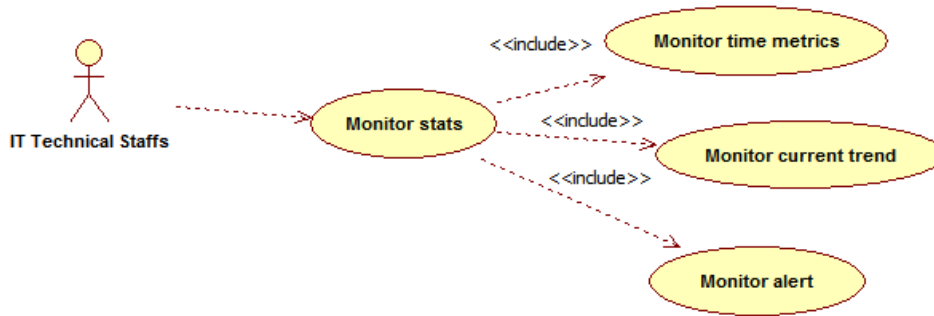 <<include>>
Monitor time metrics
IT Technical Staffs
Monitor stats
<<include>>
Monitor current trend
<<include>>
Monitor alert